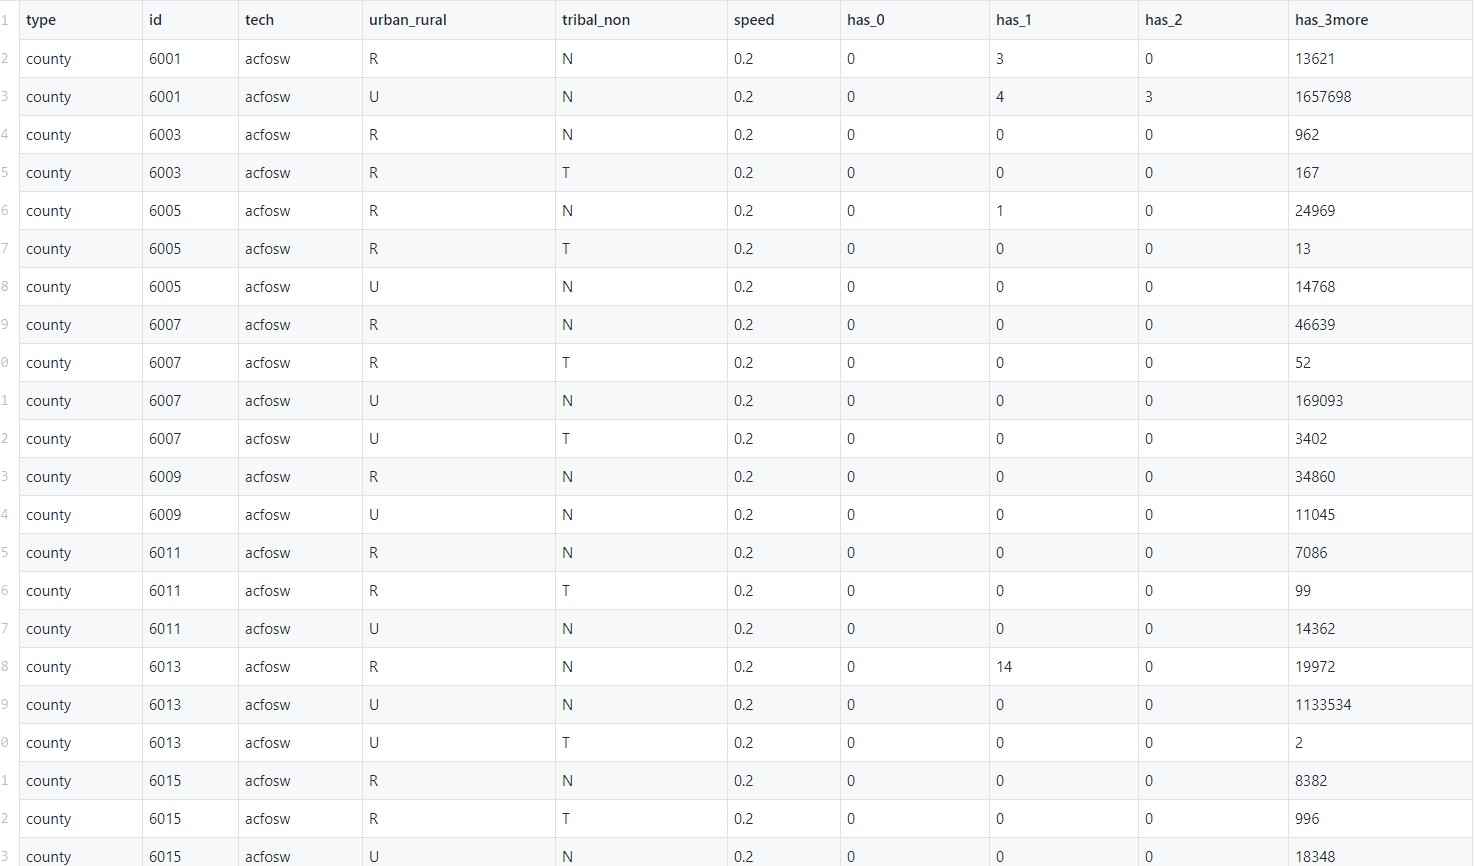 1 type id tech urban_rural tribal_non speed has_0 has_1 has_2 has_3more
2 county 6001 acfosw R N 0.2 0 3 0 13621
3 county 6001 acfosw U N 0.2 0 4 3 1657698
4 county 6003 acfosw R N 0.2 0 0 0 962
5 county 6003 acfosw R T 0.2 0 0 0 167
6 county 6005 acfosw R N 0.2 0 1 0 24969
7 county 6005 acfosw R T 0.2 0 0 0 13
8 county 6005 acfosw U N 0.2 0 0 0 14768
9 county 6007 acfosw R N 0.2 0 0 0 46639
0 county 6007 acfosw R T 0.2 0 0 0 52
1 county 6007 acfosw U N 0.2 0 0 0 169093
2 county 6007 acfosw U T 0.2 0 0 0 3402
3 county 6009 acfosw R N 0.2 0 0 0 34860
4 county 6009 acfosw U N 0.2 0 0 0 11045
5 county 6011 acfosw R N 0.2 0 0 0 7086
6 county 6011 acfosw R T 0.2 0 0 0 99
7 county 6011 acfosw U N 0.2 0 0 0 14362
8 county 6013 acfosw R N 0.2 0 14 0 19972
9 county 6013 acfosw U N 0.2 0 0 0 1133534
0 county 6013 acfosw U T 0.2 0 0 0 2
1 county 6015 acfosw R N 0.2 0 0 0 8382
2 county 6015 acfosw R T 0.2 0 0 0 996
3 county 6015 acfosw U N 0.2 0 0 0 18348